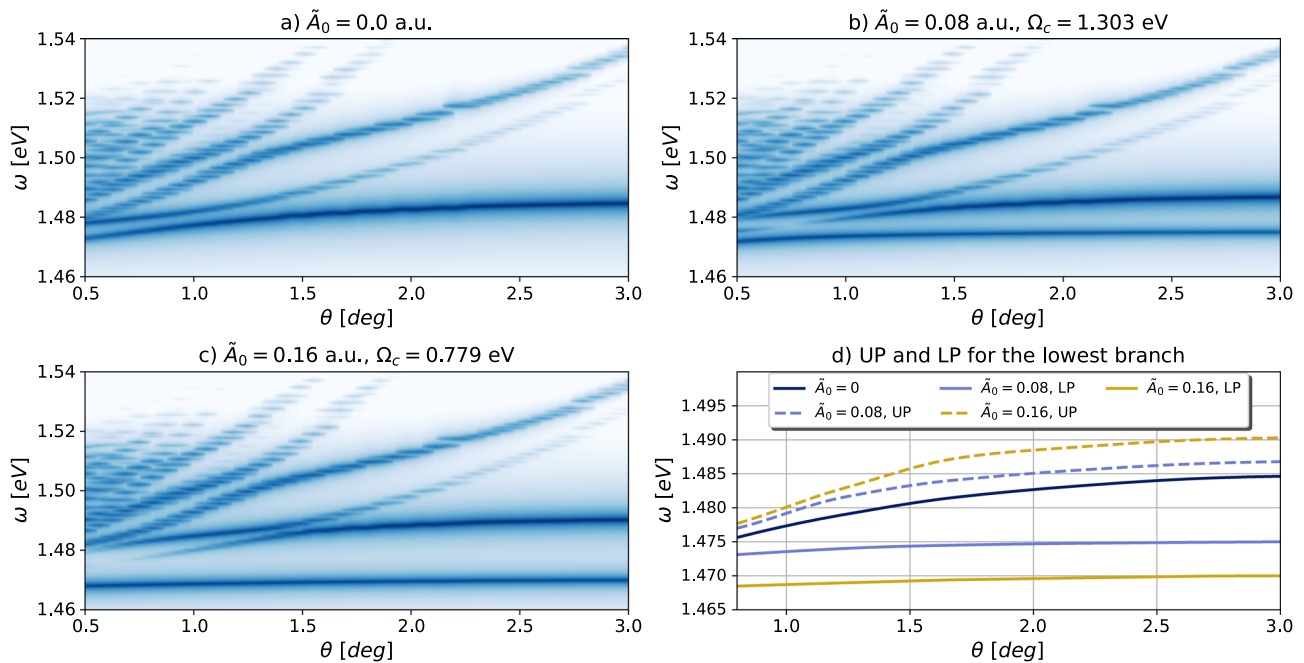 a) Ã₀ = 0.0 a.u.
ω [eV]
1.54
1.52
1.50
1.48
1.46
0.5 1.0 1.5 2.0 2.5 3.0
θ [deg]
b) Ã₀ = 0.08 a.u., Ω_c = 1.303 eV
ω [eV]
1.54
1.52
1.50
1.48
1.46
0.5 1.0 1.5 2.0 2.5 3.0
θ [deg]
c) Ã₀ = 0.16 a.u., Ω_c = 0.779 eV
ω [eV]
1.54
1.52
1.50
1.48
1.46
0.5 1.0 1.5 2.0 2.5 3.0
θ [deg]
d) UP and LP for the lowest branch
Ã₀ = 0 Ã₀ = 0.08, LP Ã₀ = 0.16, LP
Ã₀ = 0.08, UP Ã₀ = 0.16, UP
ω [eV]
1.495
1.490
1.485
1.480
1.475
1.470
1.465
1.0 1.5 2.0 2.5 3.0
θ [deg]